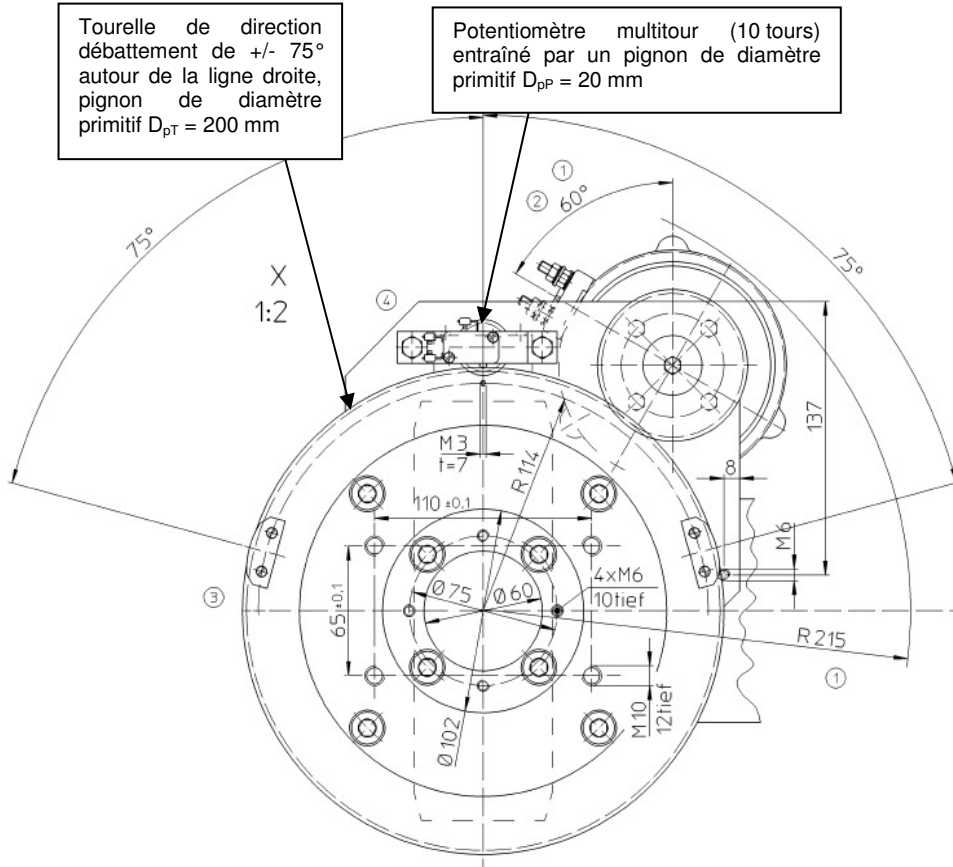 Tourelle de direction
débattement de +/- 75°
autour de la ligne droite,
pignon de diamètre
primitif DpT = 200 mm
Potentiomètre multitour (10 tours)
entraîné par un pignon de diamètre
primitif DpP = 20 mm
①
② 60°
75°
75°
X
1:2
④
137
M3
t=7
R114
8
110 ±0,1
M6
4xM6
10tief
Ø75
Ø60
③
65±0,1
R215
①
M10
12tief
Ø102